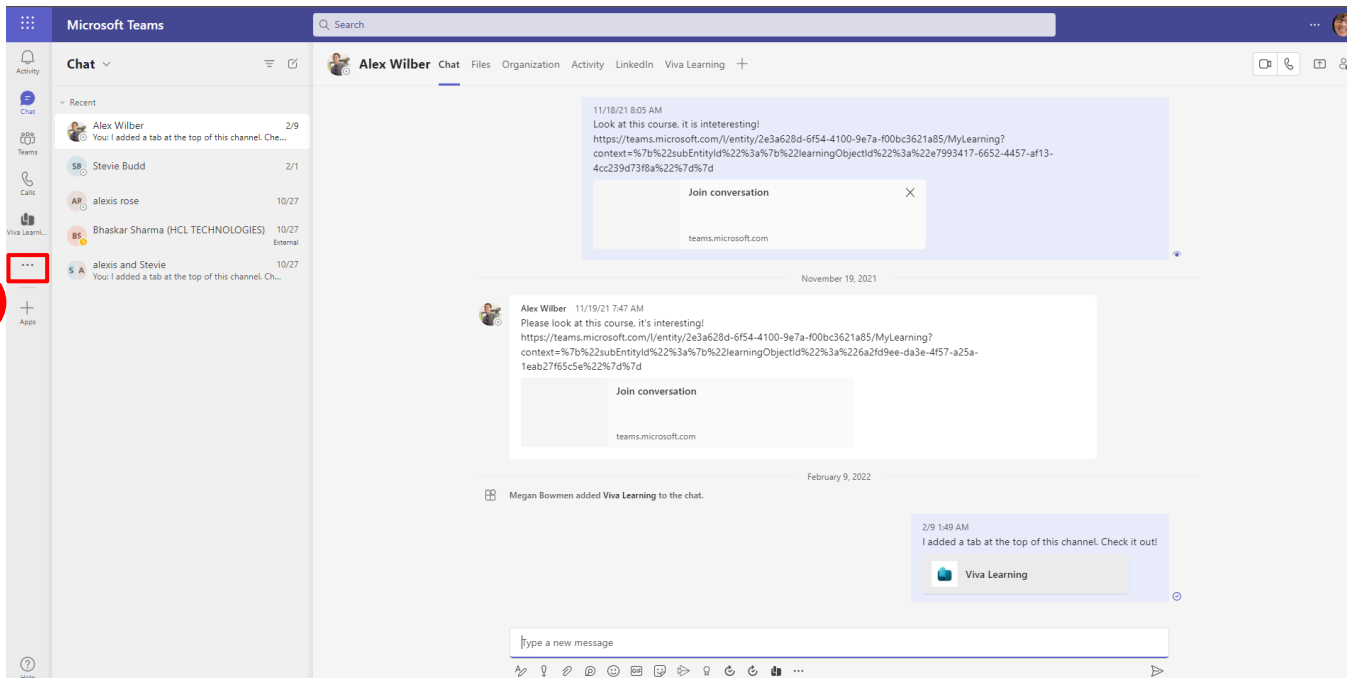 Microsoft Teams
Search
Activity
Chat
Teams
Calls
Viva Learni...
Apps
Help
Chat
Recent
Alex Wilber 2/9
You: I added a tab at the top of this channel. Che...
SB Stevie Budd 2/1
AR alexis rose 10/27
BS Bhaskar Sharma (HCL TECHNOLOGIES) 10/27
External
S A alexis and Stevie 10/27
You: I added a tab at the top of this channel. Ch...
Alex Wilber Chat Files Organization Activity LinkedIn Viva Learning
11/18/21 8:05 AM
Look at this course. it is inteteresting!
https://teams.microsoft.com/l/entity/2e3a628d-6f54-4100-9e7a-f00bc3621a85/MyLearning?
context=%7b%22subEntityId%22%3a%7b%22learningObjectId%22%3a%22e7993417-6652-4457-af13-
4cc239d73f8a%22%7d%7d
Join conversation
teams.microsoft.com
November 19, 2021
Alex Wilber 11/19/21 7:47 AM
Please look at this course, it's interesting!
https://teams.microsoft.com/l/entity/2e3a628d-6f54-4100-9e7a-f00bc3621a85/MyLearning?
context=%7b%22subEntityId%22%3a%7b%22learningObjectId%22%3a%226a2fd9ee-da3e-4f57-a25a-
1eab27f65c5e%22%7d%7d
Join conversation
teams.microsoft.com
February 9, 2022
Megan Bowmen added Viva Learning to the chat.
2/9 1:49 AM
I added a tab at the top of this channel. Check it out!
Viva Learning
Type a new message
GIF